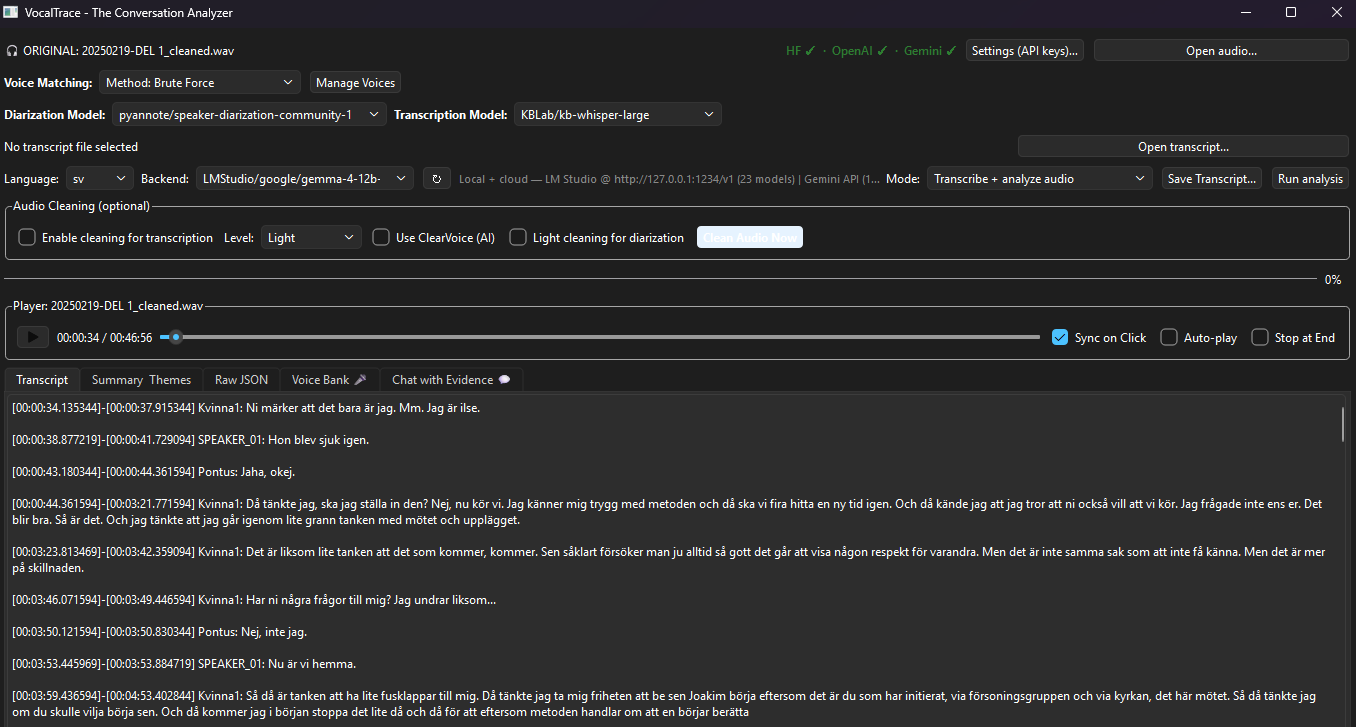 VocalTrace - The Conversation Analyzer
ORIGINAL: 20250219-DEL 1_cleaned.wav
HF ✓ · OpenAI ✓ · Gemini ✓
Settings (API keys)...
Open audio...
Voice Matching:
Method: Brute Force
Manage Voices
Diarization Model:
pyannote/speaker-diarization-community-1
Transcription Model:
KBLab/kb-whisper-large
No transcript file selected
Open transcript...
Language:
sv
Backend:
LMStudio/google/gemma-4-12b-
↻
Local + cloud — LM Studio @ http://127.0.0.1:1234/v1 (23 models) | Gemini API (1...
Mode:
Transcribe + analyze audio
Save Transcript...
Run analysis
Audio Cleaning (optional)
Enable cleaning for transcription
Level:
Light
Use ClearVoice (AI)
Light cleaning for diarization
Clean Audio Now
0%
Player: 20250219-DEL 1_cleaned.wav
00:00:34 / 00:46:56
Sync on Click
Auto-play
Stop at End
Transcript
Summary Themes
Raw JSON
Voice Bank
Chat with Evidence
[00:00:34.135344]-[00:00:37.915344] Kvinna1: Ni märker att det bara är jag. Mm. Jag är ilse.
[00:00:38.877219]-[00:00:41.729094] SPEAKER_01: Hon blev sjuk igen.
[00:00:43.180344]-[00:00:44.361594] Pontus: Jaha, okej.
[00:00:44.361594]-[00:03:21.771594] Kvinna1: Då tänkte jag, ska jag ställa in den? Nej, nu kör vi. Jag känner mig trygg med metoden och då ska vi fira hitta en ny tid igen. Och då kände jag att jag tror att ni också vill att vi kör. Jag frågade inte ens er. Det
blir bra. Så är det. Och jag tänkte att jag går igenom lite grann tanken med mötet och upplägget.
[00:03:23.813469]-[00:03:42.359094] Kvinna1: Det är liksom lite tanken att det som kommer, kommer. Sen såklart försöker man ju alltid så gott det går att visa någon respekt för varandra. Men det är inte samma sak som att inte få känna. Men det är mer
på skillnaden.
[00:03:46.071594]-[00:03:49.446594] Kvinna1: Har ni några frågor till mig? Jag undrar liksom...
[00:03:50.121594]-[00:03:50.830344] Pontus: Nej, inte jag.
[00:03:53.445969]-[00:03:53.884719] SPEAKER_01: Nu är vi hemma.
[00:03:59.436594]-[00:04:53.402844] Kvinna1: Så då är tanken att ha lite fusklappar till mig. Då tänkte jag ta mig friheten att be sen Joakim börja eftersom det är du som har initierat, via försoningsgruppen och via kyrkan, det här mötet. Så då tänkte jag
om du skulle vilja börja sen. Och då kommer jag i början stoppa det lite då och då för att eftersom metoden handlar om att en börjar berätta